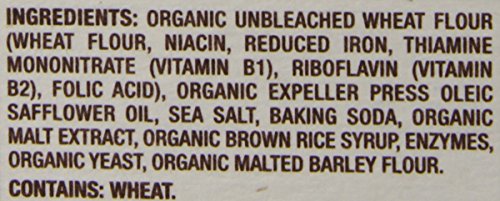 INGREDIENTS: ORGANIC UNBLEACHED WHEAT FLOUR
(WHEAT FLOUR, NIACIN, REDUCED IRON, THIAMINE
MONONITRATE (VITAMIN B1), RIBOFLAVIN (VITAMIN
B2), FOLIC ACID), ORGANIC EXPELLER PRESS OLEIC
SAFFLOWER OIL, SEA SALT, BAKING SODA, ORGANIC
MALT EXTRACT, ORGANIC BROWN RICE SYRUP, ENZYMES,
ORGANIC YEAST, ORGANIC MALTED BARLEY FLOUR.
CONTAINS: WHEAT.